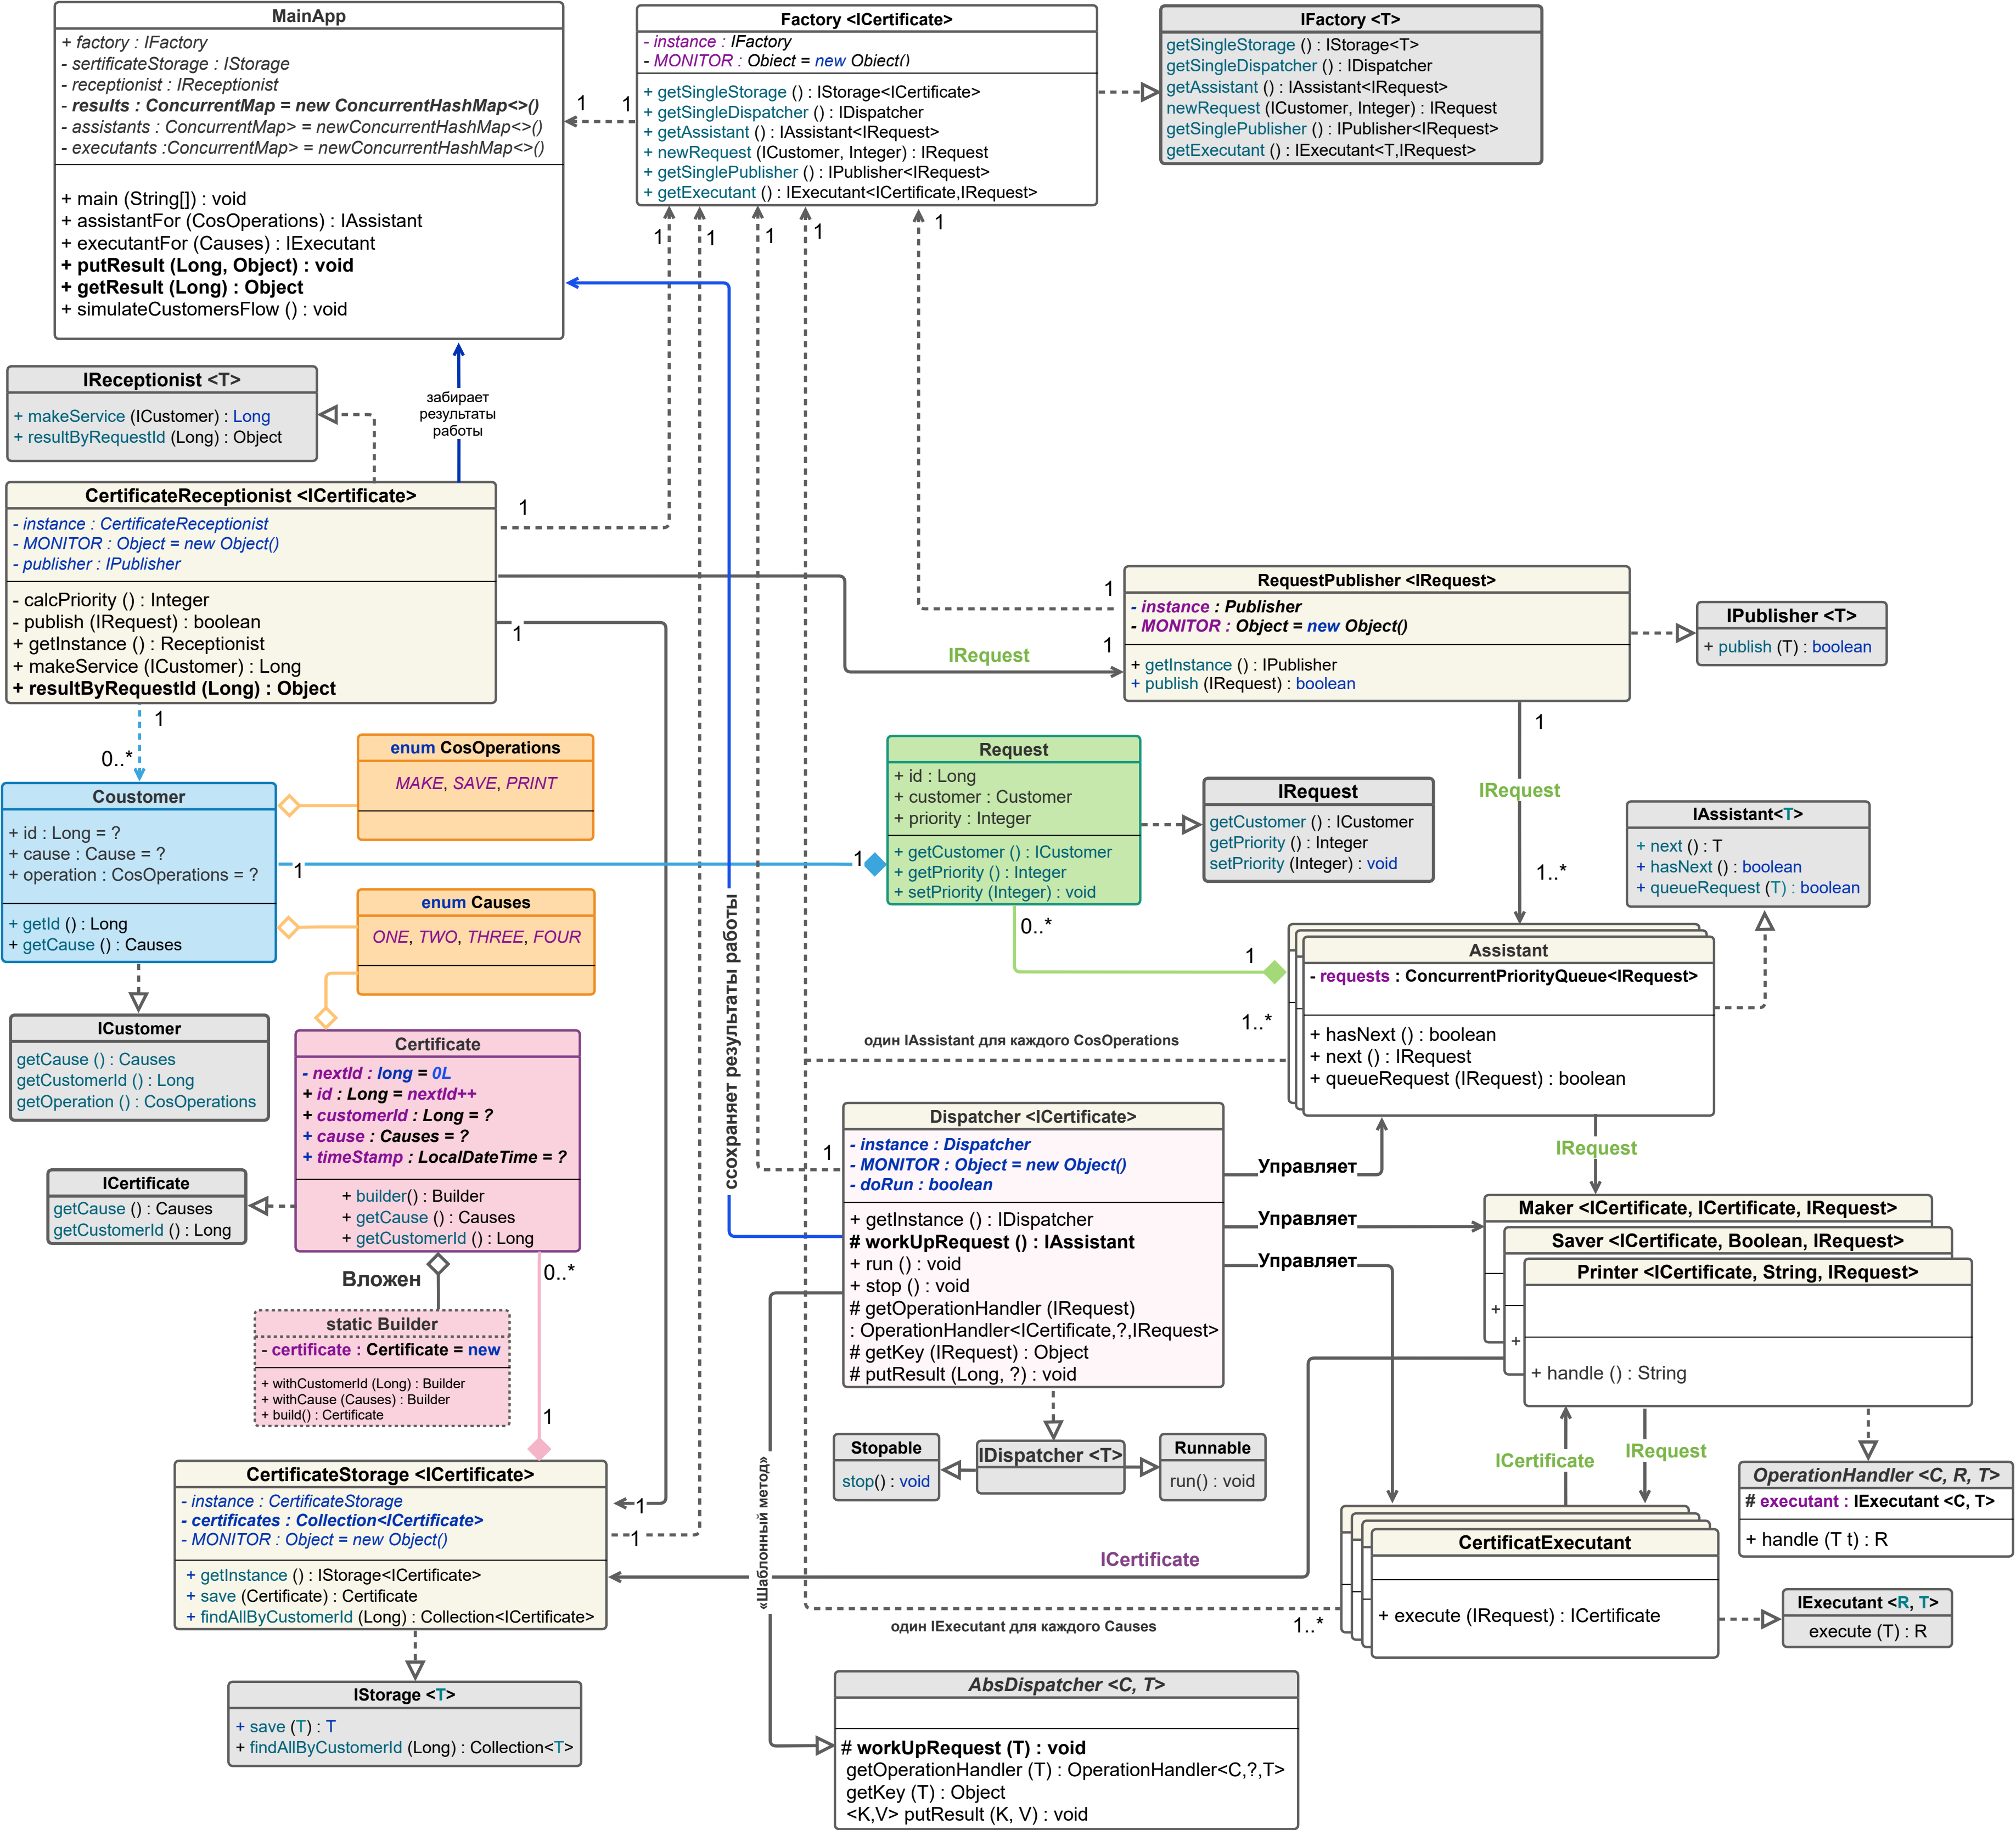 MainApp
+ factory : IFactory
- sertificateStorage : IStorage
- receptionist : IReceptionist
- results : ConcurrentMap = new ConcurrentHashMap<>()
- assistants : ConcurrentMap> = newConcurrentHashMap<>()
- executants :ConcurrentMap> = newConcurrentHashMap<>()
+ main (String[]) : void
+ assistantFor (CosOperations) : IAssistant
+ executantFor (Causes) : IExecutant
+ putResult (Long, Object) : void
+ getResult (Long) : Object
+ simulateCustomersFlow () : void
1
1
Factory <ICertificate>
- instance : IFactory
- MONITOR : Object = new Object()
+ getSingleStorage () : IStorage<ICertificate>
+ getSingleDispatcher () : IDispatcher
+ getAssistant () : IAssistant<IRequest>
+ newRequest (ICustomer, Integer) : IRequest
+ getSinglePublisher () : IPublisher<IRequest>
+ getExecutant () : IExecutant<ICertificate,IRequest>
IFactory <T>
getSingleStorage () : IStorage<T>
getSingleDispatcher () : IDispatcher
getAssistant () : IAssistant<IRequest>
newRequest (ICustomer, Integer) : IRequest
getSinglePublisher () : IPublisher<IRequest>
getExecutant () : IExecutant<T,IRequest>
1
1
1
1
1
IReceptionist <T>
+ makeService (ICustomer) : Long
+ resultByRequestId (Long) : Object
забирает
результаты
работы
CertificateReceptionist <ICertificate>
- instance : CertificateReceptionist
- MONITOR : Object = new Object()
- publisher : IPublisher
- calcPriority () : Integer
- publish (IRequest) : boolean
+ getInstance () : Receptionist
+ makeService (ICustomer) : Long
+ resultByRequestId (Long) : Object
1
1
1
0..*
IRequest
1
1
RequestPublisher <IRequest>
- instance : Publisher
- MONITOR : Object = new Object()
+ getInstance () : IPublisher
+ publish (IRequest) : boolean
IPublisher <T>
+ publish (T) : boolean
1
IRequest
1..*
enum CosOperations
MAKE, SAVE, PRINT
Coustomer
+ id : Long = ?
+ cause : Cause = ?
+ operation : CosOperations = ?
+ getId () : Long
+ getCause () : Causes
1
1
enum Causes
ONE, TWO, THREE, FOUR
Request
+ id : Long
+ customer : Customer
+ priority : Integer
+ getCustomer () : ICustomer
+ getPriority () : Integer
+ setPriority (Integer) : void
IRequest
getCustomer () : ICustomer
getPriority () : Integer
setPriority (Integer) : void
IAssistant<T>
+ next () : T
+ hasNext () : boolean
+ queueRequest (T) : boolean
0..*
1
1..*
Assistant
- requests : ConcurrentPriorityQueue<IRequest>
+ hasNext () : boolean
+ next () : IRequest
+ queueRequest (IRequest) : boolean
один IAssistant для каждого CosOperations
ссохраняет результаты работы
ICustomer
getCause () : Causes
getCustomerId () : Long
getOperation () : CosOperations
Certificate
- nextId : long = 0L
+ id : Long = nextId++
+ customerId : Long = ?
+ cause : Causes = ?
+ timeStamp : LocalDateTime = ?
+ builder() : Builder
+ getCause () : Causes
+ getCustomerId () : Long
ICertificate
getCause () : Causes
getCustomerId () : Long
Вложен
0..*
1
static Builder
- certificate : Certificate = new
+ withCustomerId (Long) : Builder
+ withCause (Causes) : Builder
+ build() : Certificate
1
Dispatcher <ICertificate>
- instance : Dispatcher
- MONITOR : Object = new Object()
- doRun : boolean
+ getInstance () : IDispatcher
# workUpRequest () : IAssistant
+ run () : void
+ stop () : void
# getOperationHandler (IRequest)
: OperationHandler<ICertificate,?,IRequest>
# getKey (IRequest) : Object
# putResult (Long, ?) : void
Управляет
Управляет
Управляет
IRequest
Maker <ICertificate, ICertificate, IRequest>
+
Saver <ICertificate, Boolean, IRequest>
+
Printer <ICertificate, String, IRequest>
+ handle () : String
Stopable
stop() : void
IDispatcher <T>
Runnable
run() : void
ICertificate
IRequest
OperationHandler <C, R, T>
# executant : IExecutant <C, T>
+ handle (T t) : R
CertificateStorage <ICertificate>
- instance : CertificateStorage
- certificates : Collection<ICertificate>
- MONITOR : Object = new Object()
+ getInstance () : IStorage<ICertificate>
+ save (Certificate) : Certificate
+ findAllByCustomerId (Long) : Collection<ICertificate>
1
1
«Шаблонный метод»
ICertificate
CertificatExecutant
+ execute (IRequest) : ICertificate
один IExecutant для каждого Causes
1..*
IExecutant <R, T>
execute (T) : R
IStorage <T>
+ save (T) : T
+ findAllByCustomerId (Long) : Collection<T>
AbsDispatcher <C, T>
# workUpRequest (T) : void
getOperationHandler (T) : OperationHandler<C,?,T>
getKey (T) : Object
<K,V> putResult (K, V) : void